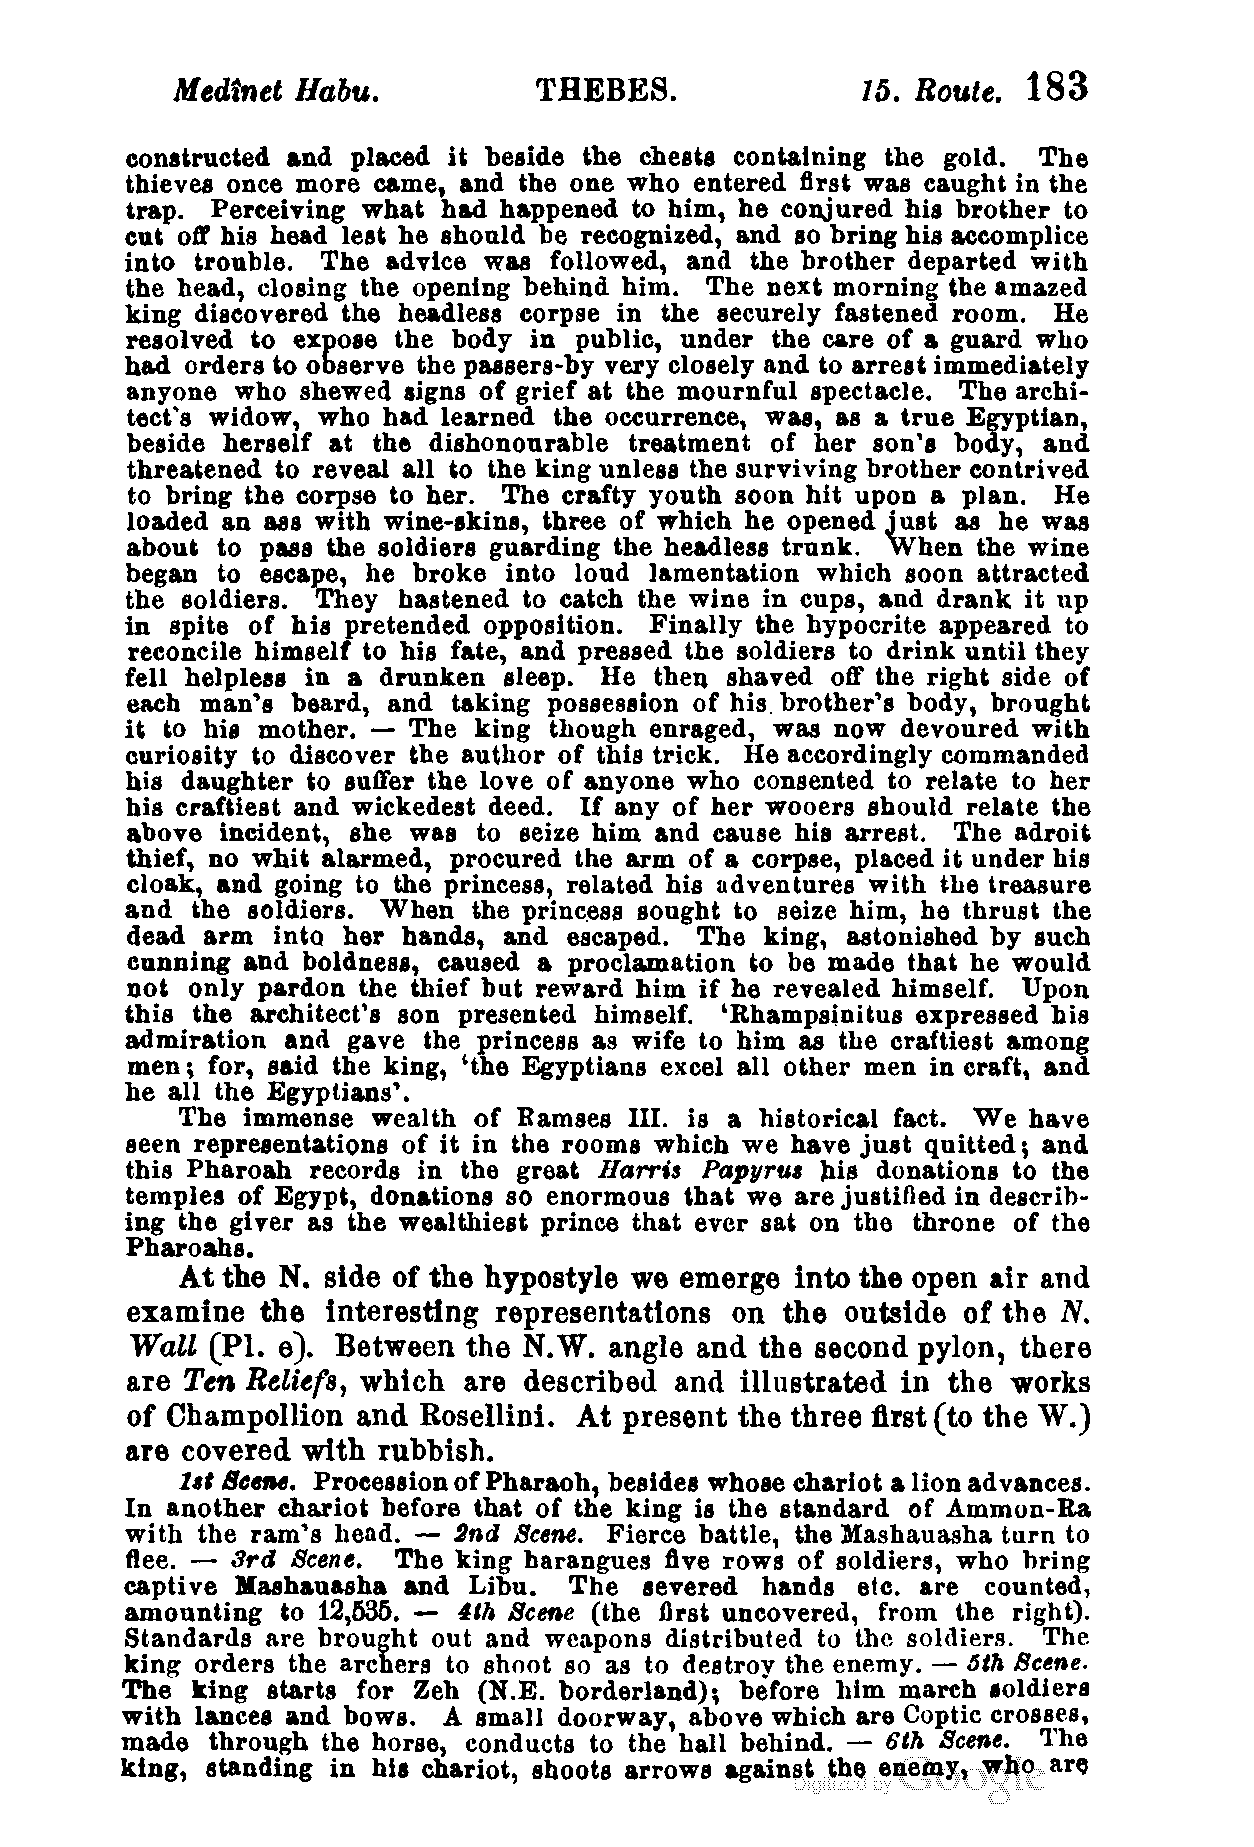 Medînet Habu. THEBES. 15. Route. 183
constructed and placed it beside the chests containing the gold. The
thieves once more came, and the one who entered first was caught in the
trap. Perceiving what had happened to him, he conjured his brother to
cut off his head lest he should be recognized, and so bring his accomplice
into trouble. The advice was followed, and the brother departed with
the head, closing the opening behind him. The next morning the amazed
king discovered the headless corpse in the securely fastened room. He
resolved to expose the body in public, under the care of a guard who
had orders to observe the passers-by very closely and to arrest immediately
anyone who shewed signs of grief at the mournful spectacle. The archi-
tect's widow, who had learned the occurrence, was, as a true Egyptian,
beside herself at the dishonourable treatment of her son's body, and
threatened to reveal all to the king unless the surviving brother contrived
to bring the corpse to her. The crafty youth soon hit upon a plan. He
loaded an ass with wine-skins, three of which he opened just as he was
about to pass the soldiers guarding the headless trunk. When the wine
began to escape, he broke into loud lamentation which soon attracted
the soldiers. They hastened to catch the wine in cups, and drank it up
in spite of his pretended opposition. Finally the hypocrite appeared to
reconcile himself to his fate, and pressed the soldiers to drink until they
fell helpless in a drunken sleep. He then shaved off the right side of
each man's beard, and taking possession of his brother's body, brought
it to his mother. — The king though enraged, was now devoured with
curiosity to discover the author of this trick. He accordingly commanded
his daughter to suffer the love of anyone who consented to relate to her
his craftiest and wickedest deed. If any of her wooers should relate the
above incident, she was to seize him and cause his arrest. The adroit
thief, no whit alarmed, procured the arm of a corpse, placed it under his
cloak, and going to the princess, related his adventures with the treasure
and the soldiers. When the princess sought to seize him, he thrust the
dead arm into her hands, and escaped. The king, astonished by such
cunning and boldness, caused a proclamation to be made that he would
not only pardon the thief but reward him if he revealed himself. Upon
this the architect's son presented himself. 'Rhampsinitus expressed his
admiration and gave the princess as wife to him as the craftiest among
men; for, said the king, 'the Egyptians excel all other men in craft, and
he all the Egyptians'.
The immense wealth of Ramses III. is a historical fact. We have
seen representations of it in the rooms which we have just quitted; and
this Pharoah records in the great Harris Papyrus his donations to the
temples of Egypt, donations so enormous that we are justified in describ-
ing the giver as the wealthiest prince that ever sat on the throne of the
Pharoahs.
At the N. side of the hypostyle we emerge into the open air and
examine the interesting representations on the outside of the N.
Wall (Pl. e). Between the N.W. angle and the second pylon, there
are Ten Reliefs, which are described and illustrated in the works
of Champollion and Rosellini. At present the three first (to the W.)
are covered with rubbish.
1st Scene. Procession of Pharaoh, besides whose chariot a lion advances.
In another chariot before that of the king is the standard of Ammon-Ra
with the ram's head. — 2nd Scene. Fierce battle, the Mashauasha turn to
flee. — 3rd Scene. The king harangues five rows of soldiers, who bring
captive Mashauasha and Libu. The severed hands etc. are counted,
amounting to 12,535. — 4th Scene (the first uncovered, from the right).
Standards are brought out and weapons distributed to the soldiers. The
king orders the archers to shoot so as to destroy the enemy. — 5th Scene.
The king starts for Zeh (N.E. borderland); before him march soldiers
with lances and bows. A small doorway, above which are Coptic crosses,
made through the horse, conducts to the hall behind. — 6th Scene. The
king, standing in his chariot, shoots arrows against the enemy, who are
Digitized by Google